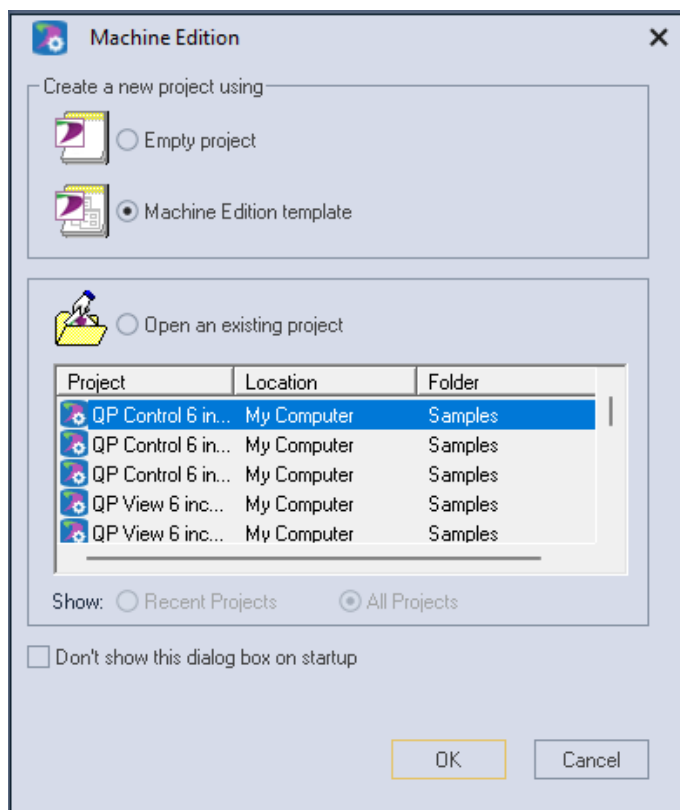 Machine Edition
Create a new project using
Empty project
Machine Edition template
Open an existing project
Project Location Folder
QP Control 6 in... My Computer Samples
QP Control 6 in... My Computer Samples
QP Control 6 in... My Computer Samples
QP View 6 inc... My Computer Samples
QP View 6 inc... My Computer Samples
Show: Recent Projects All Projects
Don't show this dialog box on startup
OK Cancel